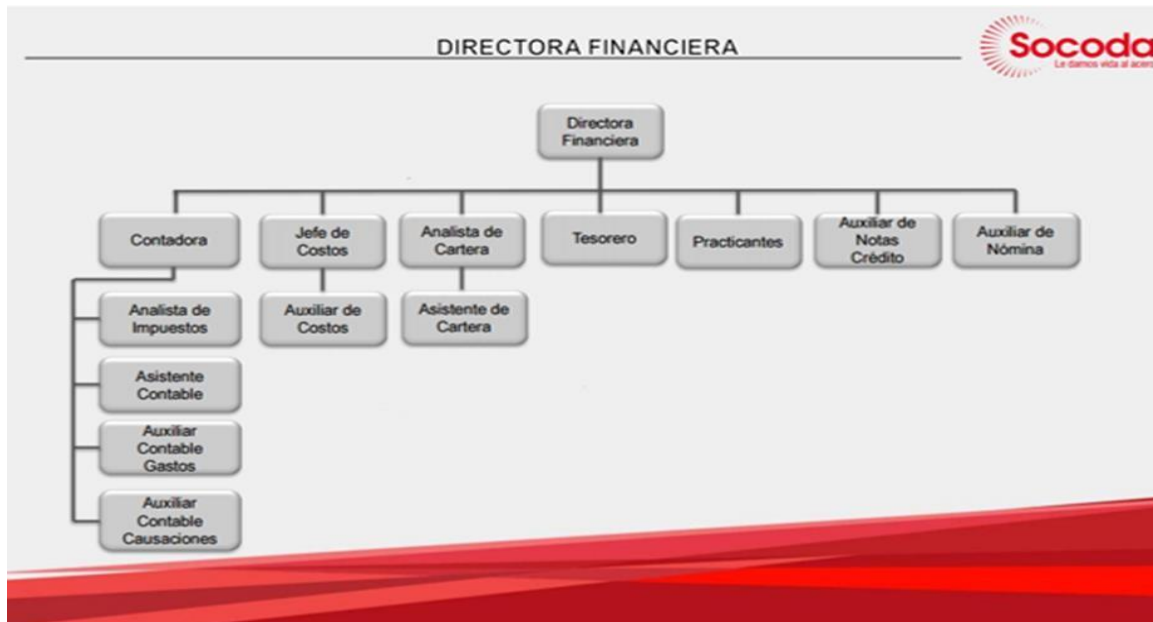 DIRECTORA FINANCIERA
Socoda
Le damos vida al acero
Directora
Financiera
Contadora
Jefe de
Costos
Analista de
Cartera
Tesorero
Practicantes
Auxiliar de
Notas
Crédito
Auxiliar de
Nómina
Analista de
Impuestos
Auxiliar de
Costos
Asistente de
Cartera
Asistente
Contable
Auxiliar
Contable
Gastos
Auxiliar
Contable
Causaciones